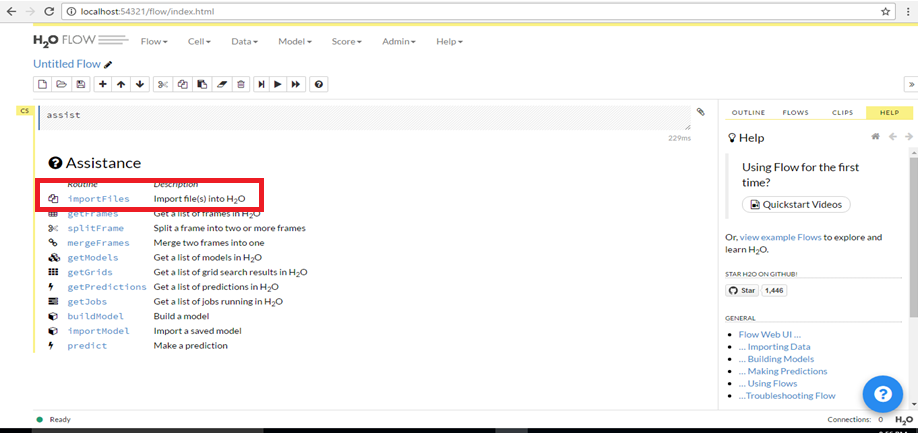 localhost:54321/flow/index.html
H2O FLOW Flow Cell Data Model Score Admin Help
Untitled Flow
CS
assist
229ms
Assistance
Routine Description
importFiles Import file(s) into H2O
getFrames Get a list of frames in H2O
splitFrame Split a frame into two or more frames
mergeFrames Merge two frames into one
getModels Get a list of models in H2O
getGrids Get a list of grid search results in H2O
getPredictions Get a list of predictions in H2O
getJobs Get a list of jobs running in H2O
buildModel Build a model
importModel Import a saved model
predict Make a prediction
OUTLINE FLOWS CLIPS HELP
Help
Using Flow for the first
time?
Quickstart Videos
Or, view example Flows to explore and
learn H2O.
STAR H2O ON GITHUB!
Star 1,446
GENERAL
Flow Web UI ...
... Importing Data
... Building Models
... Making Predictions
... Using Flows
...Troubleshooting Flow
Ready
Connections: 0 H2O